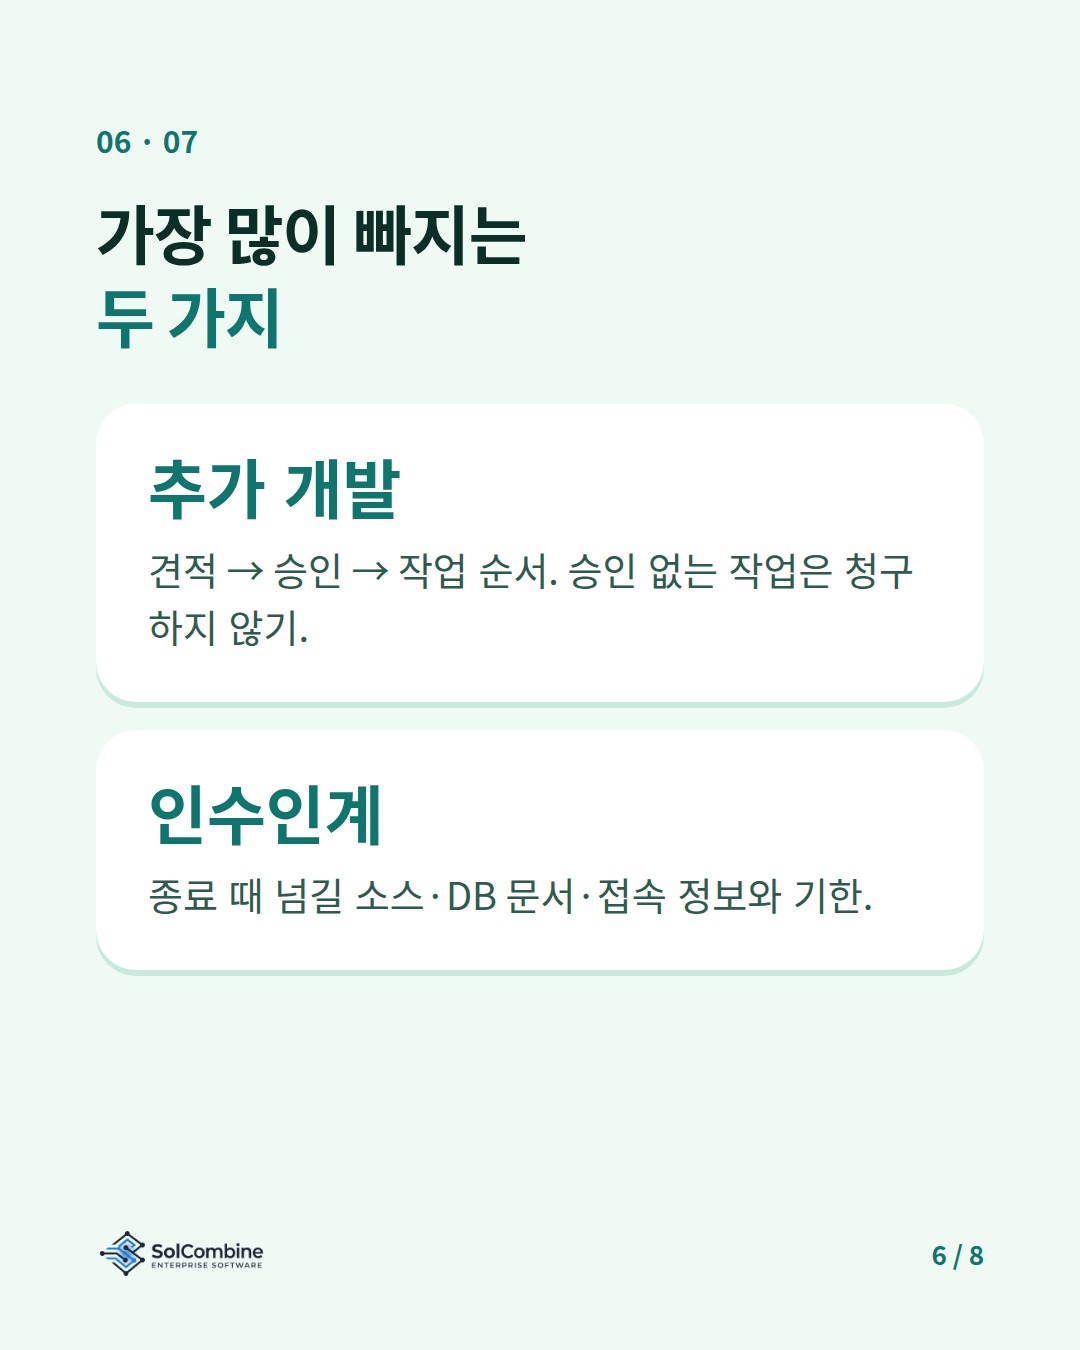 06 · 07
가장 많이 빠지는
두 가지
추가 개발
견적 → 승인 → 작업 순서. 승인 없는 작업은 청구
하지 않기.
인수인계
종료 때 넘길 소스·DB 문서·접속 정보와 기한.
SolCombine
ENTERPRISE SOFTWARE
6 / 8